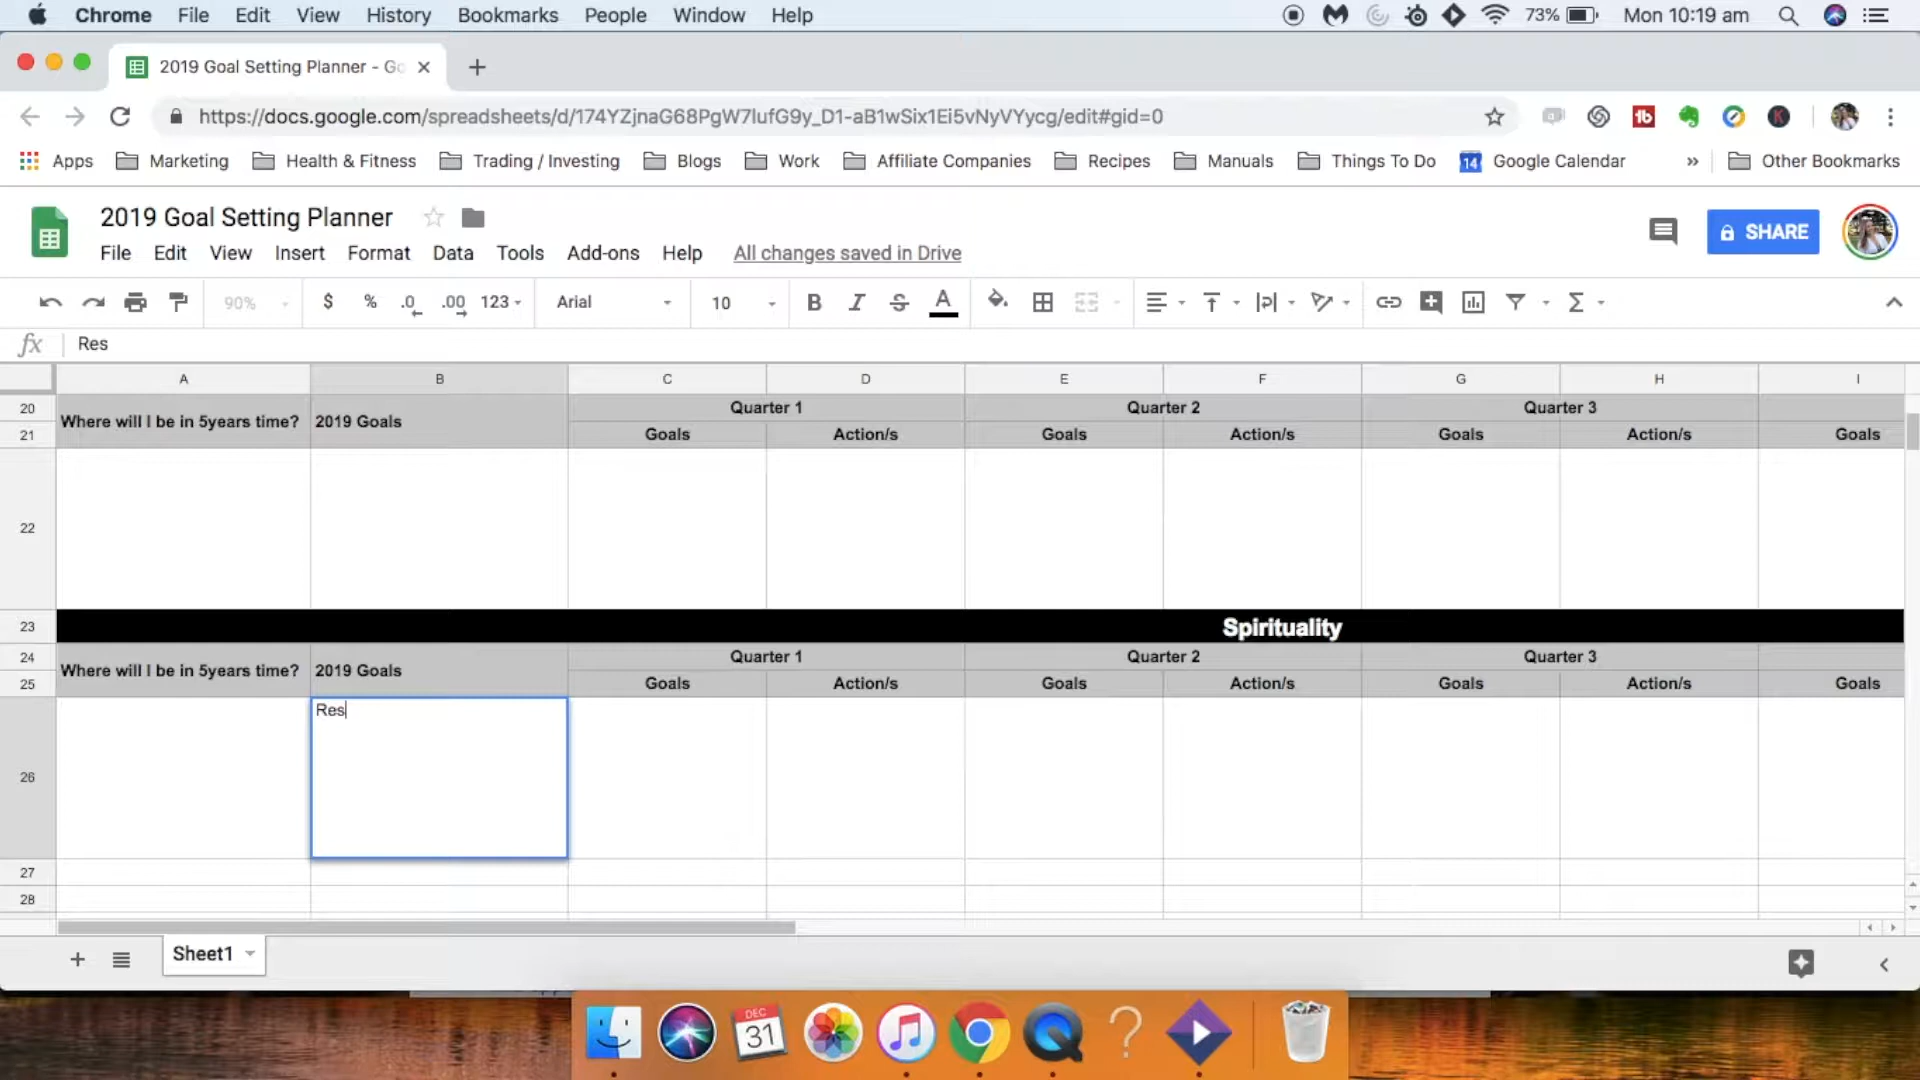 Chrome File Edit View History Bookmarks People Window Help 73% Mon 10:19 am
2019 Goal Setting Planner - Go
https://docs.google.com/spreadsheets/d/174YZjnaG68PgW7lufG9y_D1-aB1wSix1Ei5vNyVYycg/edit#gid=0
Apps Marketing Health & Fitness Trading / Investing Blogs Work Affiliate Companies Recipes Manuals Things To Do 14 Google Calendar » Other Bookmarks
2019 Goal Setting Planner
SHARE
File Edit View Insert Format Data Tools Add-ons Help All changes saved in Drive
90% $ % .0 .00 123 Arial 10 B I S A Σ
fx Res
A B C D E F G H I
20 Where will I be in 5years time? 2019 Goals Quarter 1 Quarter 2 Quarter 3
21 Goals Action/s Goals Action/s Goals Action/s Goals
22
23 Spirituality
24 Where will I be in 5years time? 2019 Goals Quarter 1 Quarter 2 Quarter 3
25 Goals Action/s Goals Action/s Goals Action/s Goals
26 Res
27
28
Sheet1
DEC
31
?